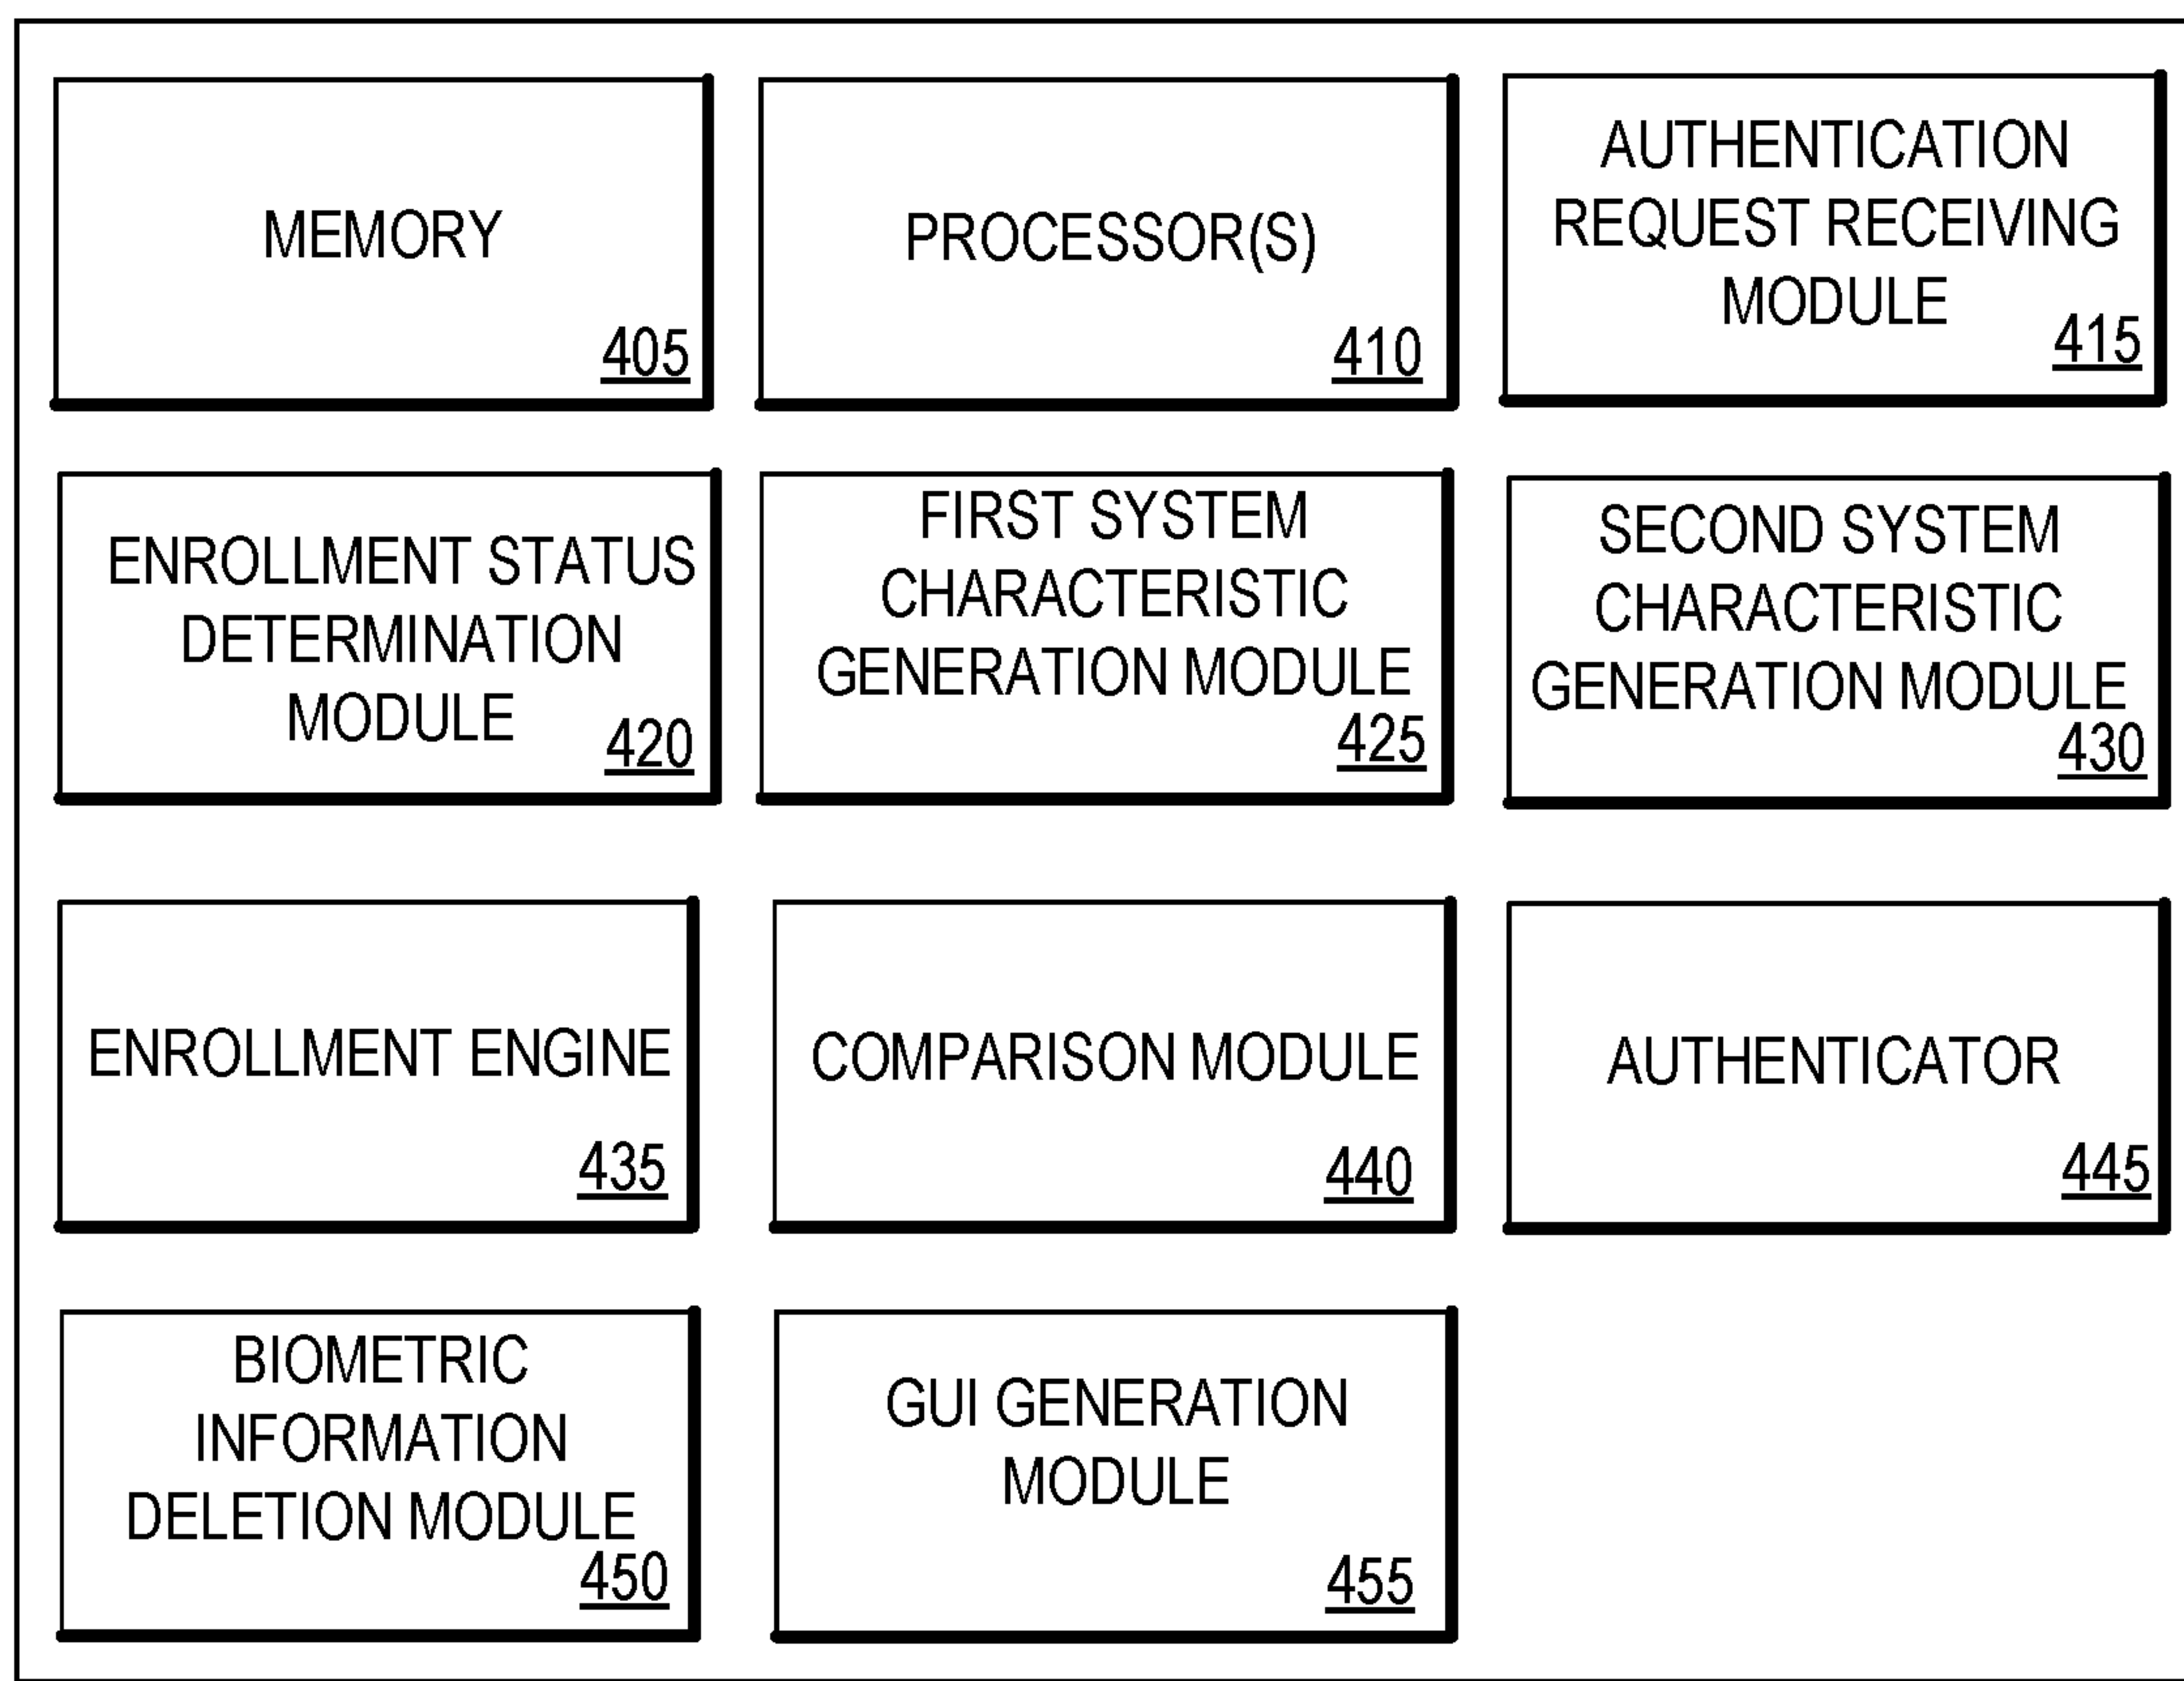 MEMORY
405
PROCESSOR(S)
410
AUTHENTICATION
REQUEST RECEIVING
MODULE
415
ENROLLMENT STATUS
DETERMINATION
MODULE
420
FIRST SYSTEM
CHARACTERISTIC
GENERATION MODULE
425
SECOND SYSTEM
CHARACTERISTIC
GENERATION MODULE
430
ENROLLMENT ENGINE
435
COMPARISON MODULE
440
AUTHENTICATOR
445
BIOMETRIC
INFORMATION
DELETION MODULE
450
GUI GENERATION
MODULE
455